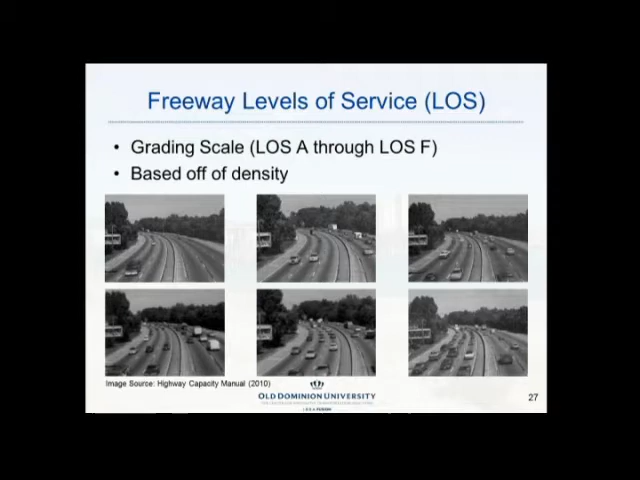 Freeway Levels of Service (LOS)
• Grading Scale (LOS A through LOS F)
• Based off of density
Image Source: Highway Capacity Manual (2010)
OLD DOMINION UNIVERSITY
27